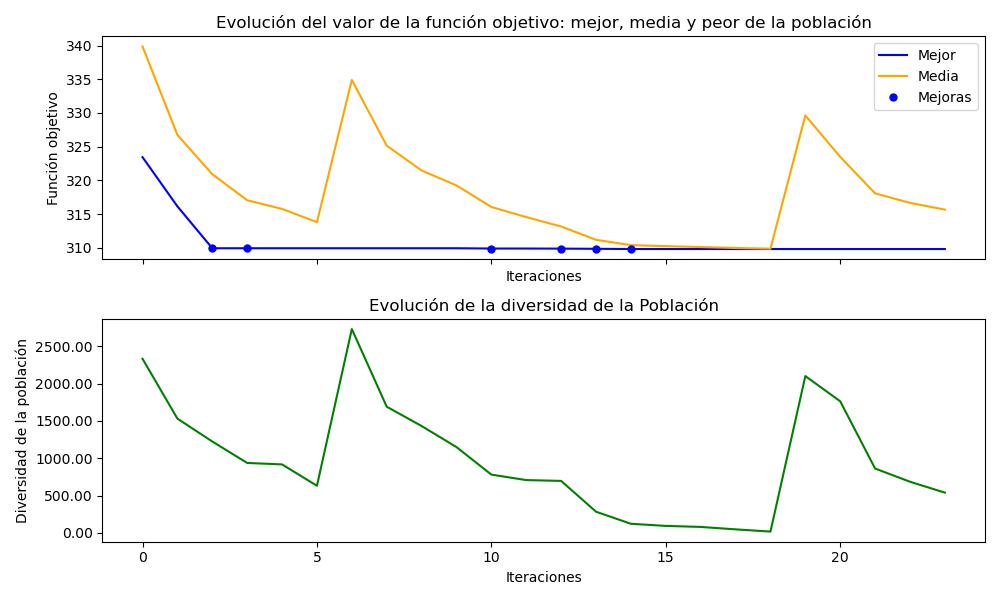 Evolución del valor de la función objetivo: mejor, media y peor de la población
340
335
330
325
320
315
310
Función objetivo
Mejor
Media
Mejoras
Iteraciones
Evolución de la diversidad de la Población
2500.00
2000.00
1500.00
1000.00
500.00
0.00
Diversidad de la población
0 5 10 15 20
Iteraciones